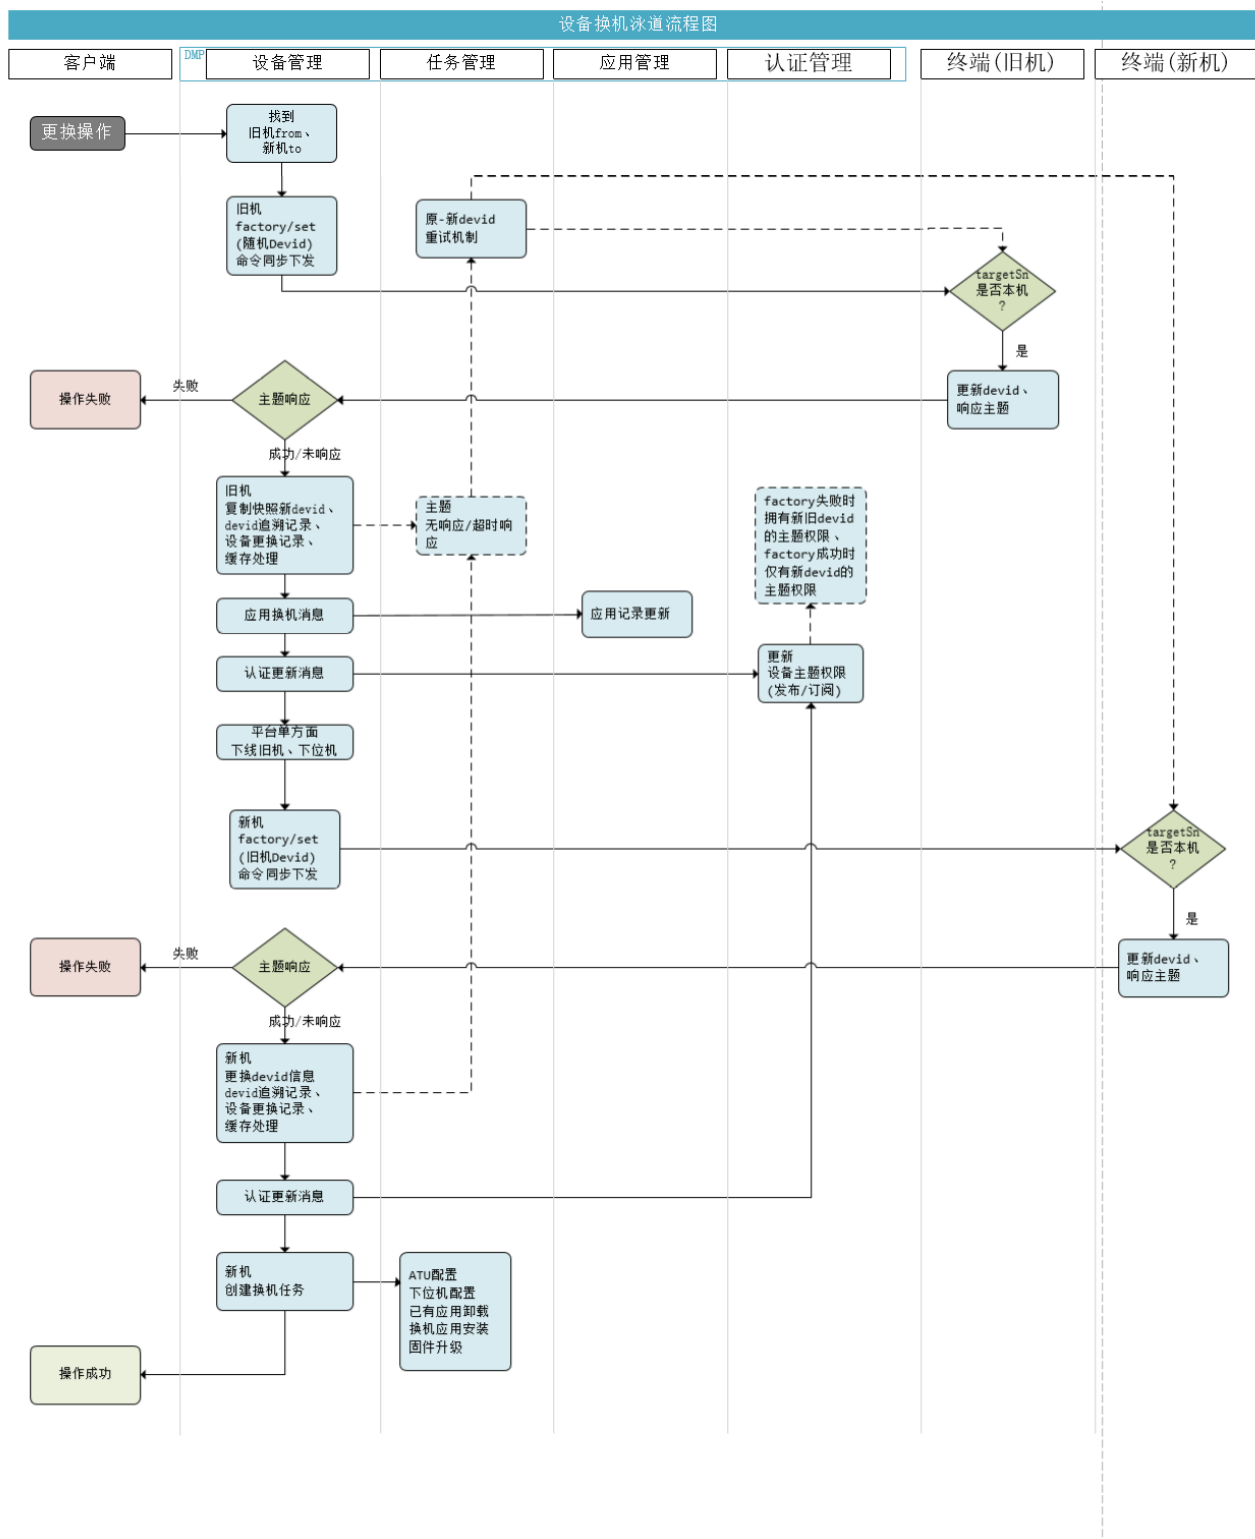 设备换机泳道流程图
客户端
DMP
设备管理
任务管理
应用管理
认证管理
终端(旧机)
终端(新机)
更换操作
找到
旧机from、
新机to
旧机
factory/set
(随机Devid)
命令同步下发
原-新devid
重试机制
targetSn
是否本机
?
是
更新devid、
响应主题
主题响应
失败
操作失败
成功/未响应
旧机
复制快照新devid、
devid追溯记录、
设备更换记录、
缓存处理
主题
无响应/超时响
应
factory失败时
拥有新旧devid
的主题权限、
factory成功时
仅有新devid的
主题权限
应用换机消息
应用记录更新
认证更新消息
更新
设备主题权限
(发布/订阅)
平台单方面
下线旧机、下位机
新机
factory/set
(旧机Devid)
命令同步下发
targetSn
是否本机
?
是
更新devid、
响应主题
主题响应
失败
操作失败
成功/未响应
新机
更换devid信息
devid追溯记录、
设备更换记录、
缓存处理
认证更新消息
新机
创建换机任务
ATU配置
下位机配置
已有应用卸载
换机应用安装
固件升级
操作成功